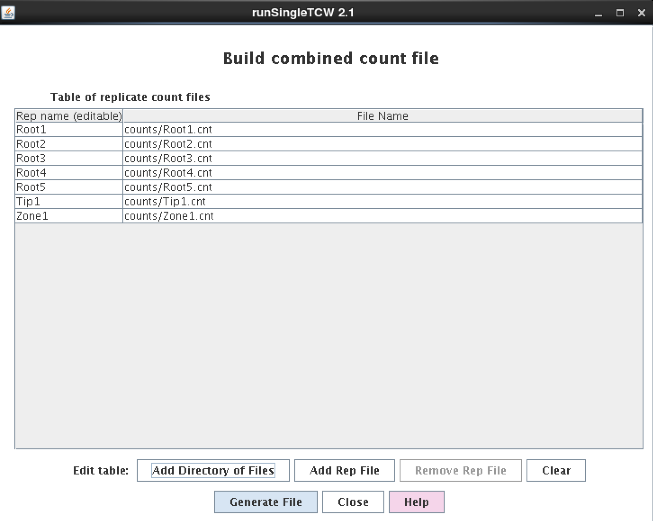 runSingleTCW 2.1
Build combined count file
Table of replicate count files
Rep name (editable) File Name
Root1 counts/Root1.cnt
Root2 counts/Root2.cnt
Root3 counts/Root3.cnt
Root4 counts/Root4.cnt
Root5 counts/Root5.cnt
Tip1 counts/Tip1.cnt
Zone1 counts/Zone1.cnt
Edit table: Add Directory of Files Add Rep File Remove Rep File Clear
Generate File Close Help